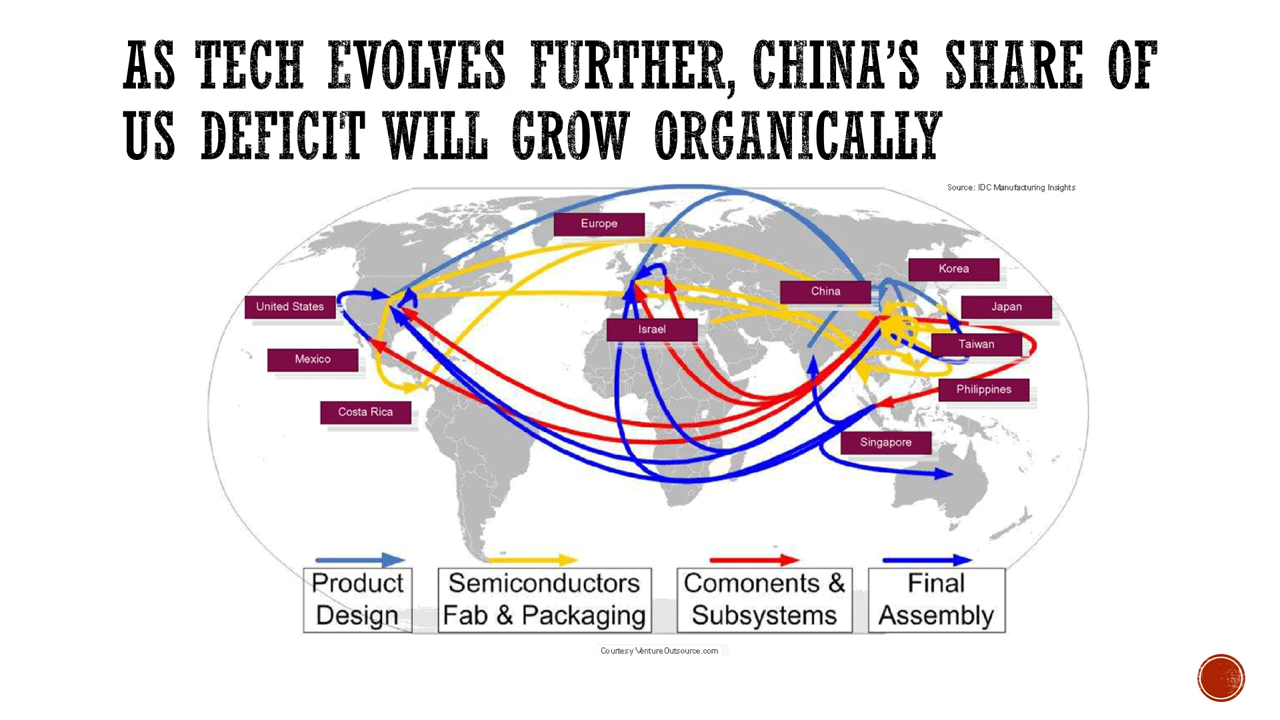 AS TECH EVOLVES FURTHER, CHINA'S SHARE OF
US DEFICIT WILL GROW ORGANICALLY
Source: IDC Manufacturing Insights
Europe
Korea
China
United States
Japan
Israel
Taiwan
Mexico
Philippines
Costa Rica
Singapore
Product
Design
Semiconductors
Fab & Packaging
Comonents &
Subsystems
Final
Assembly
Courtesy VentureOutsource.com